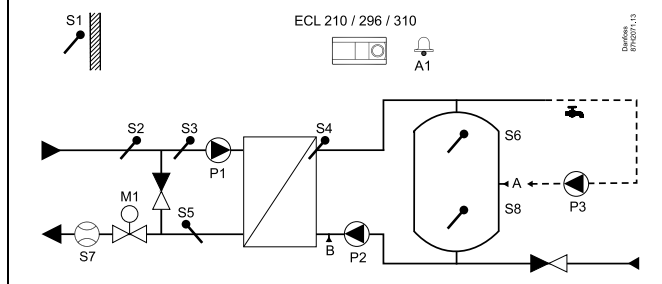 S1
ECL 210 / 296 / 310
A1
Danfoss
87H2071.13
S2
S3
S4
S6
P1
A
M1
S5
S8
P3
S7
B
P2